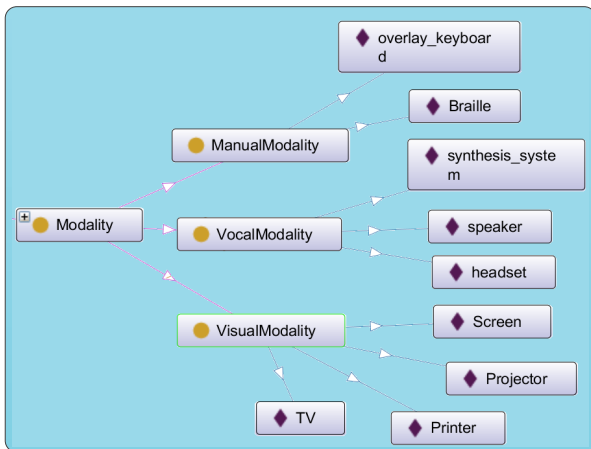 overlay_keyboar
d
Braille
ManualModality
synthesis_syste
m
Modality
VocalModality
speaker
headset
Screen
VisualModality
Projector
TV
Printer